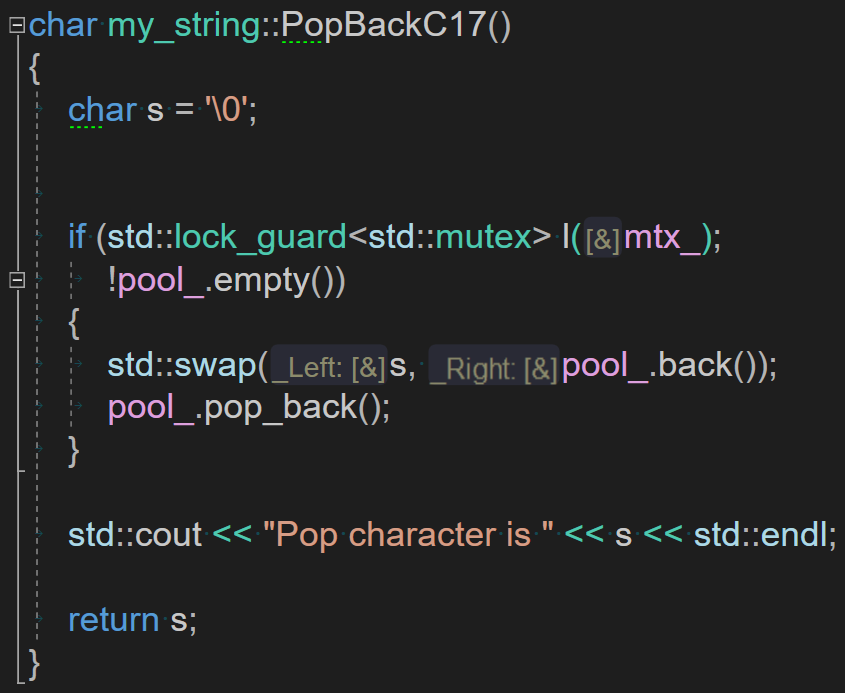 char my_string::PopBackC17()
{
char s = '\0';
if (std::lock_guard<std::mutex> l([&]mtx_);
!pool_.empty())
{
std::swap(_Left: [&]s, _Right: [&]pool_.back());
pool_.pop_back();
}
std::cout << "Pop character is " << s << std::endl;
return s;
}